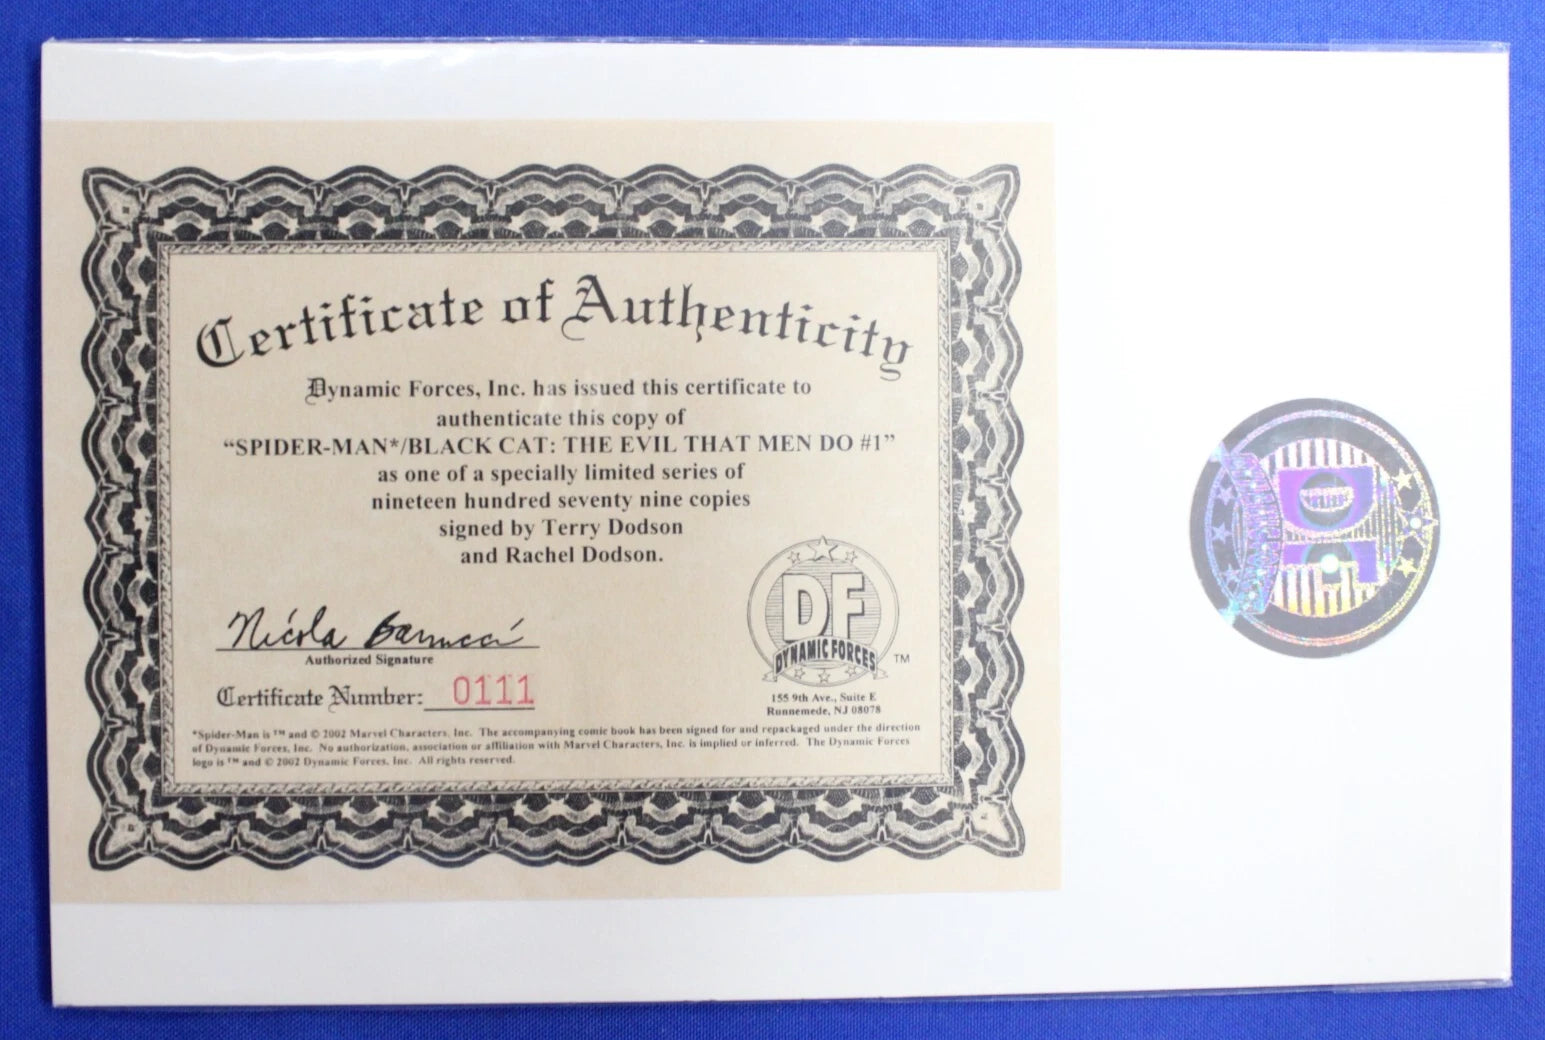 Certificate of Authenticity
Dynamic Forces, Inc. has issued this certificate to
authenticate this copy of
“SPIDER-MAN*/BLACK CAT: THE EVIL THAT MEN DO #1”
as one of a specially limited series of
nineteen hundred seventy nine copies
signed by Terry Dodson
and Rachel Dodson.
Nicola Barrucci
Authorized Signature
Certificate Number: 0111
DF
DYNAMIC FORCES
TM
155 9th Ave., Suite E
Runnemede, NJ 08078
*Spider-Man is ™ and © 2002 Marvel Characters, Inc. The accompanying comic book has been signed for and repackaged under the direction
of Dynamic Forces, Inc. No authorization, association or affiliation with Marvel Characters, Inc. is implied or inferred. The Dynamic Forces
logo is ™ and © 2002 Dynamic Forces, Inc. All rights reserved.
DF